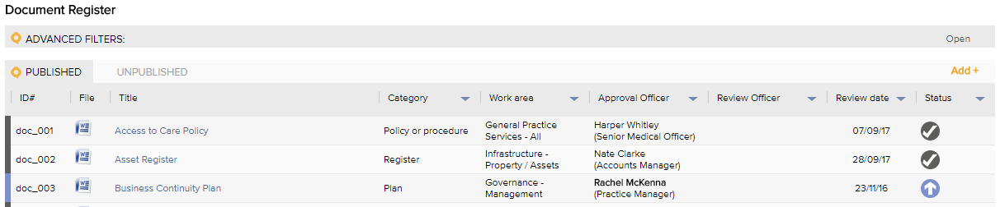 Document Register
ADVANCED FILTERS:
Open
PUBLISHED
UNPUBLISHED
Add +
ID# File Title Category Work area Approval Officer Review Officer Review date Status
doc_001 Access to Care Policy Policy or procedure General Practice Services - All Harper Whitley (Senior Medical Officer) 07/09/17
doc_002 Asset Register Register Infrastructure - Property / Assets Nate Clarke (Accounts Manager) 28/09/17
doc_003 Business Continuity Plan Plan Governance - Management Rachel McKenna (Practice Manager) 23/11/16